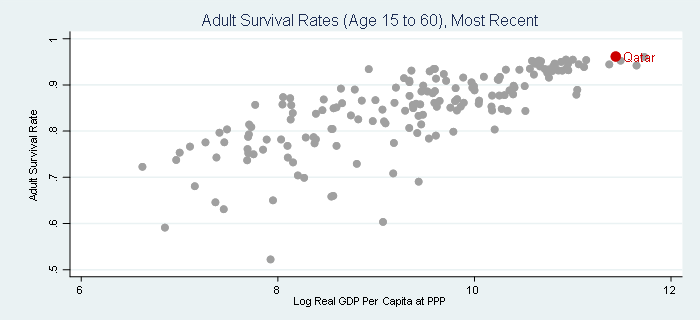 Adult Survival Rates (Age 15 to 60), Most Recent
Adult Survival Rate
1
.9
.8
.7
.6
.5
Qatar
6
8
10
12
Log Real GDP Per Capita at PPP